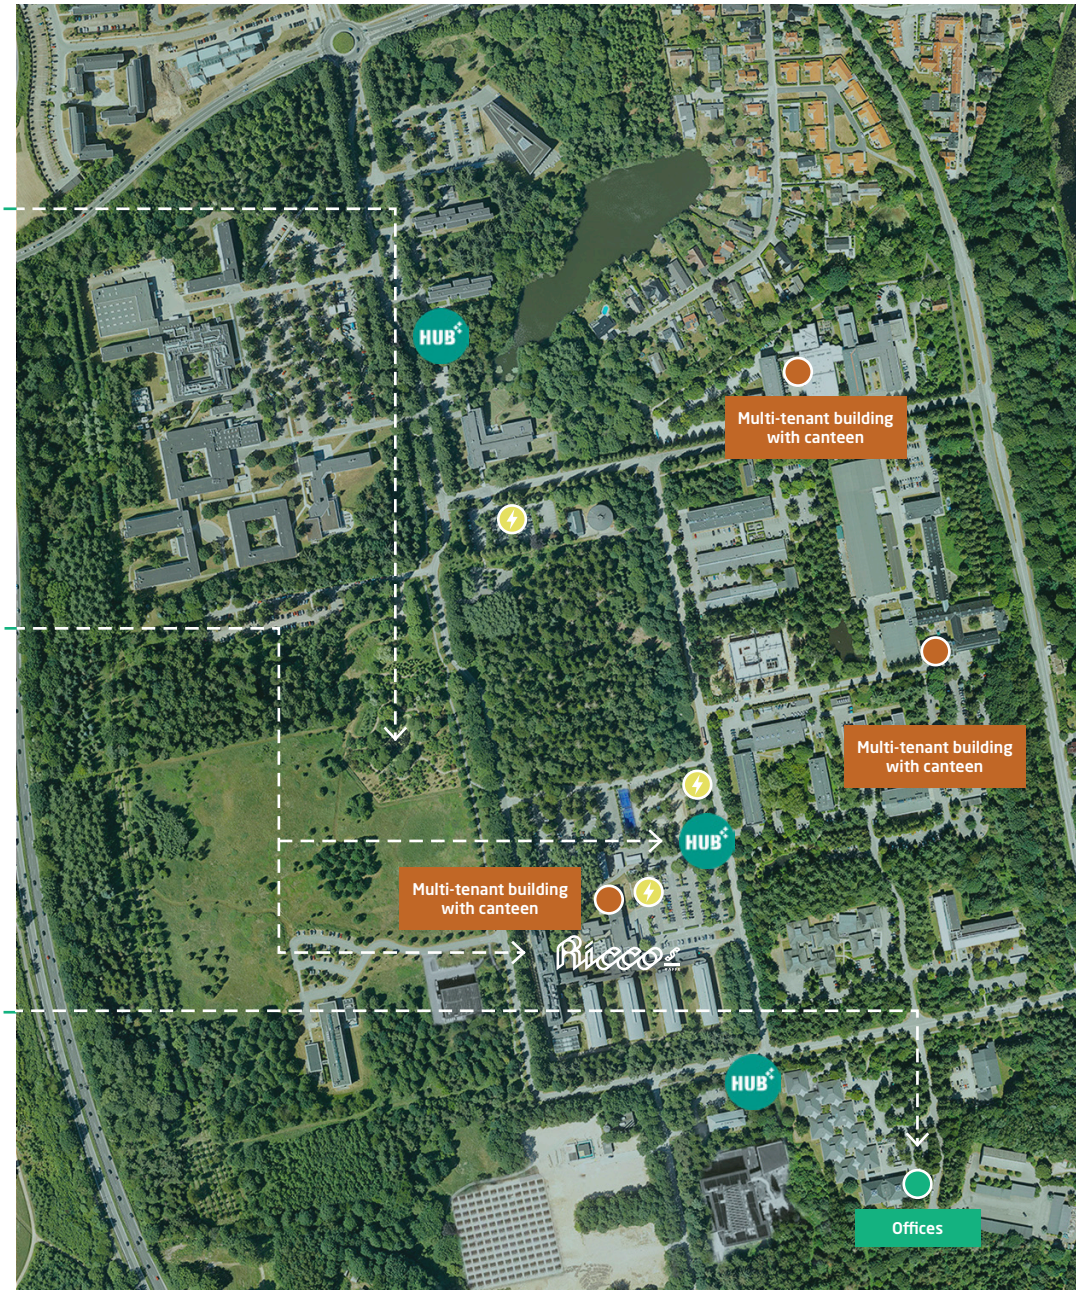 HUB
Multi-tenant building
with canteen
Multi-tenant building
with canteen
HUB
Multi-tenant building
with canteen
Ricco's
HUB
Offices